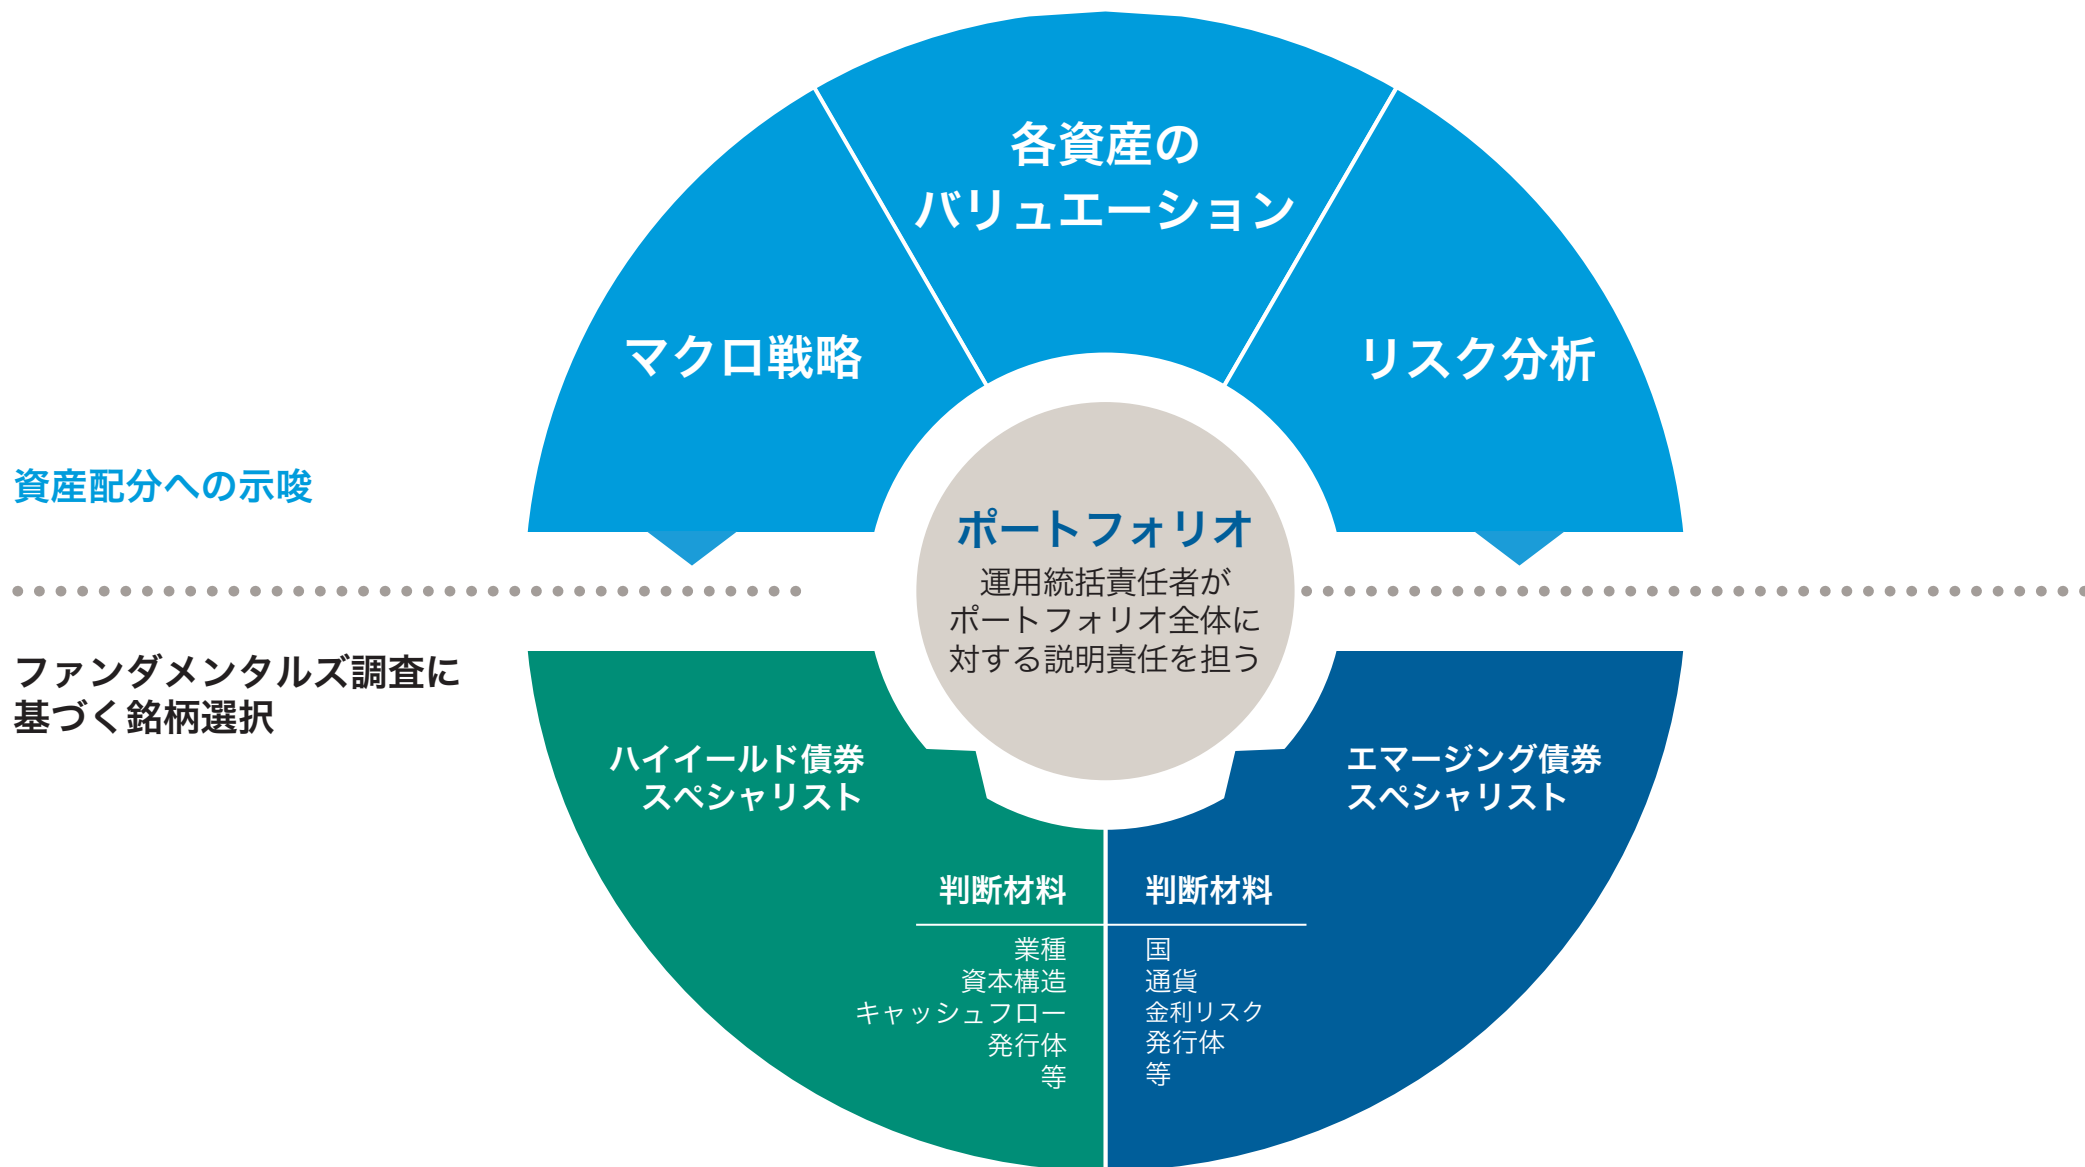 各資産の
バリュエーション
マクロ戦略
リスク分析
資産配分への示唆
ポートフォリオ
運用統括責任者が
ポートフォリオ全体に
対する説明責任を担う
ファンダメンタルズ調査に
基づく銘柄選択
ハイイールド債券
スペシャリスト
判断材料
業種
資本構造
キャッシュフロー
発行体
等
エマージング債券
スペシャリスト
判断材料
国
通貨
金利リスク
発行体
等